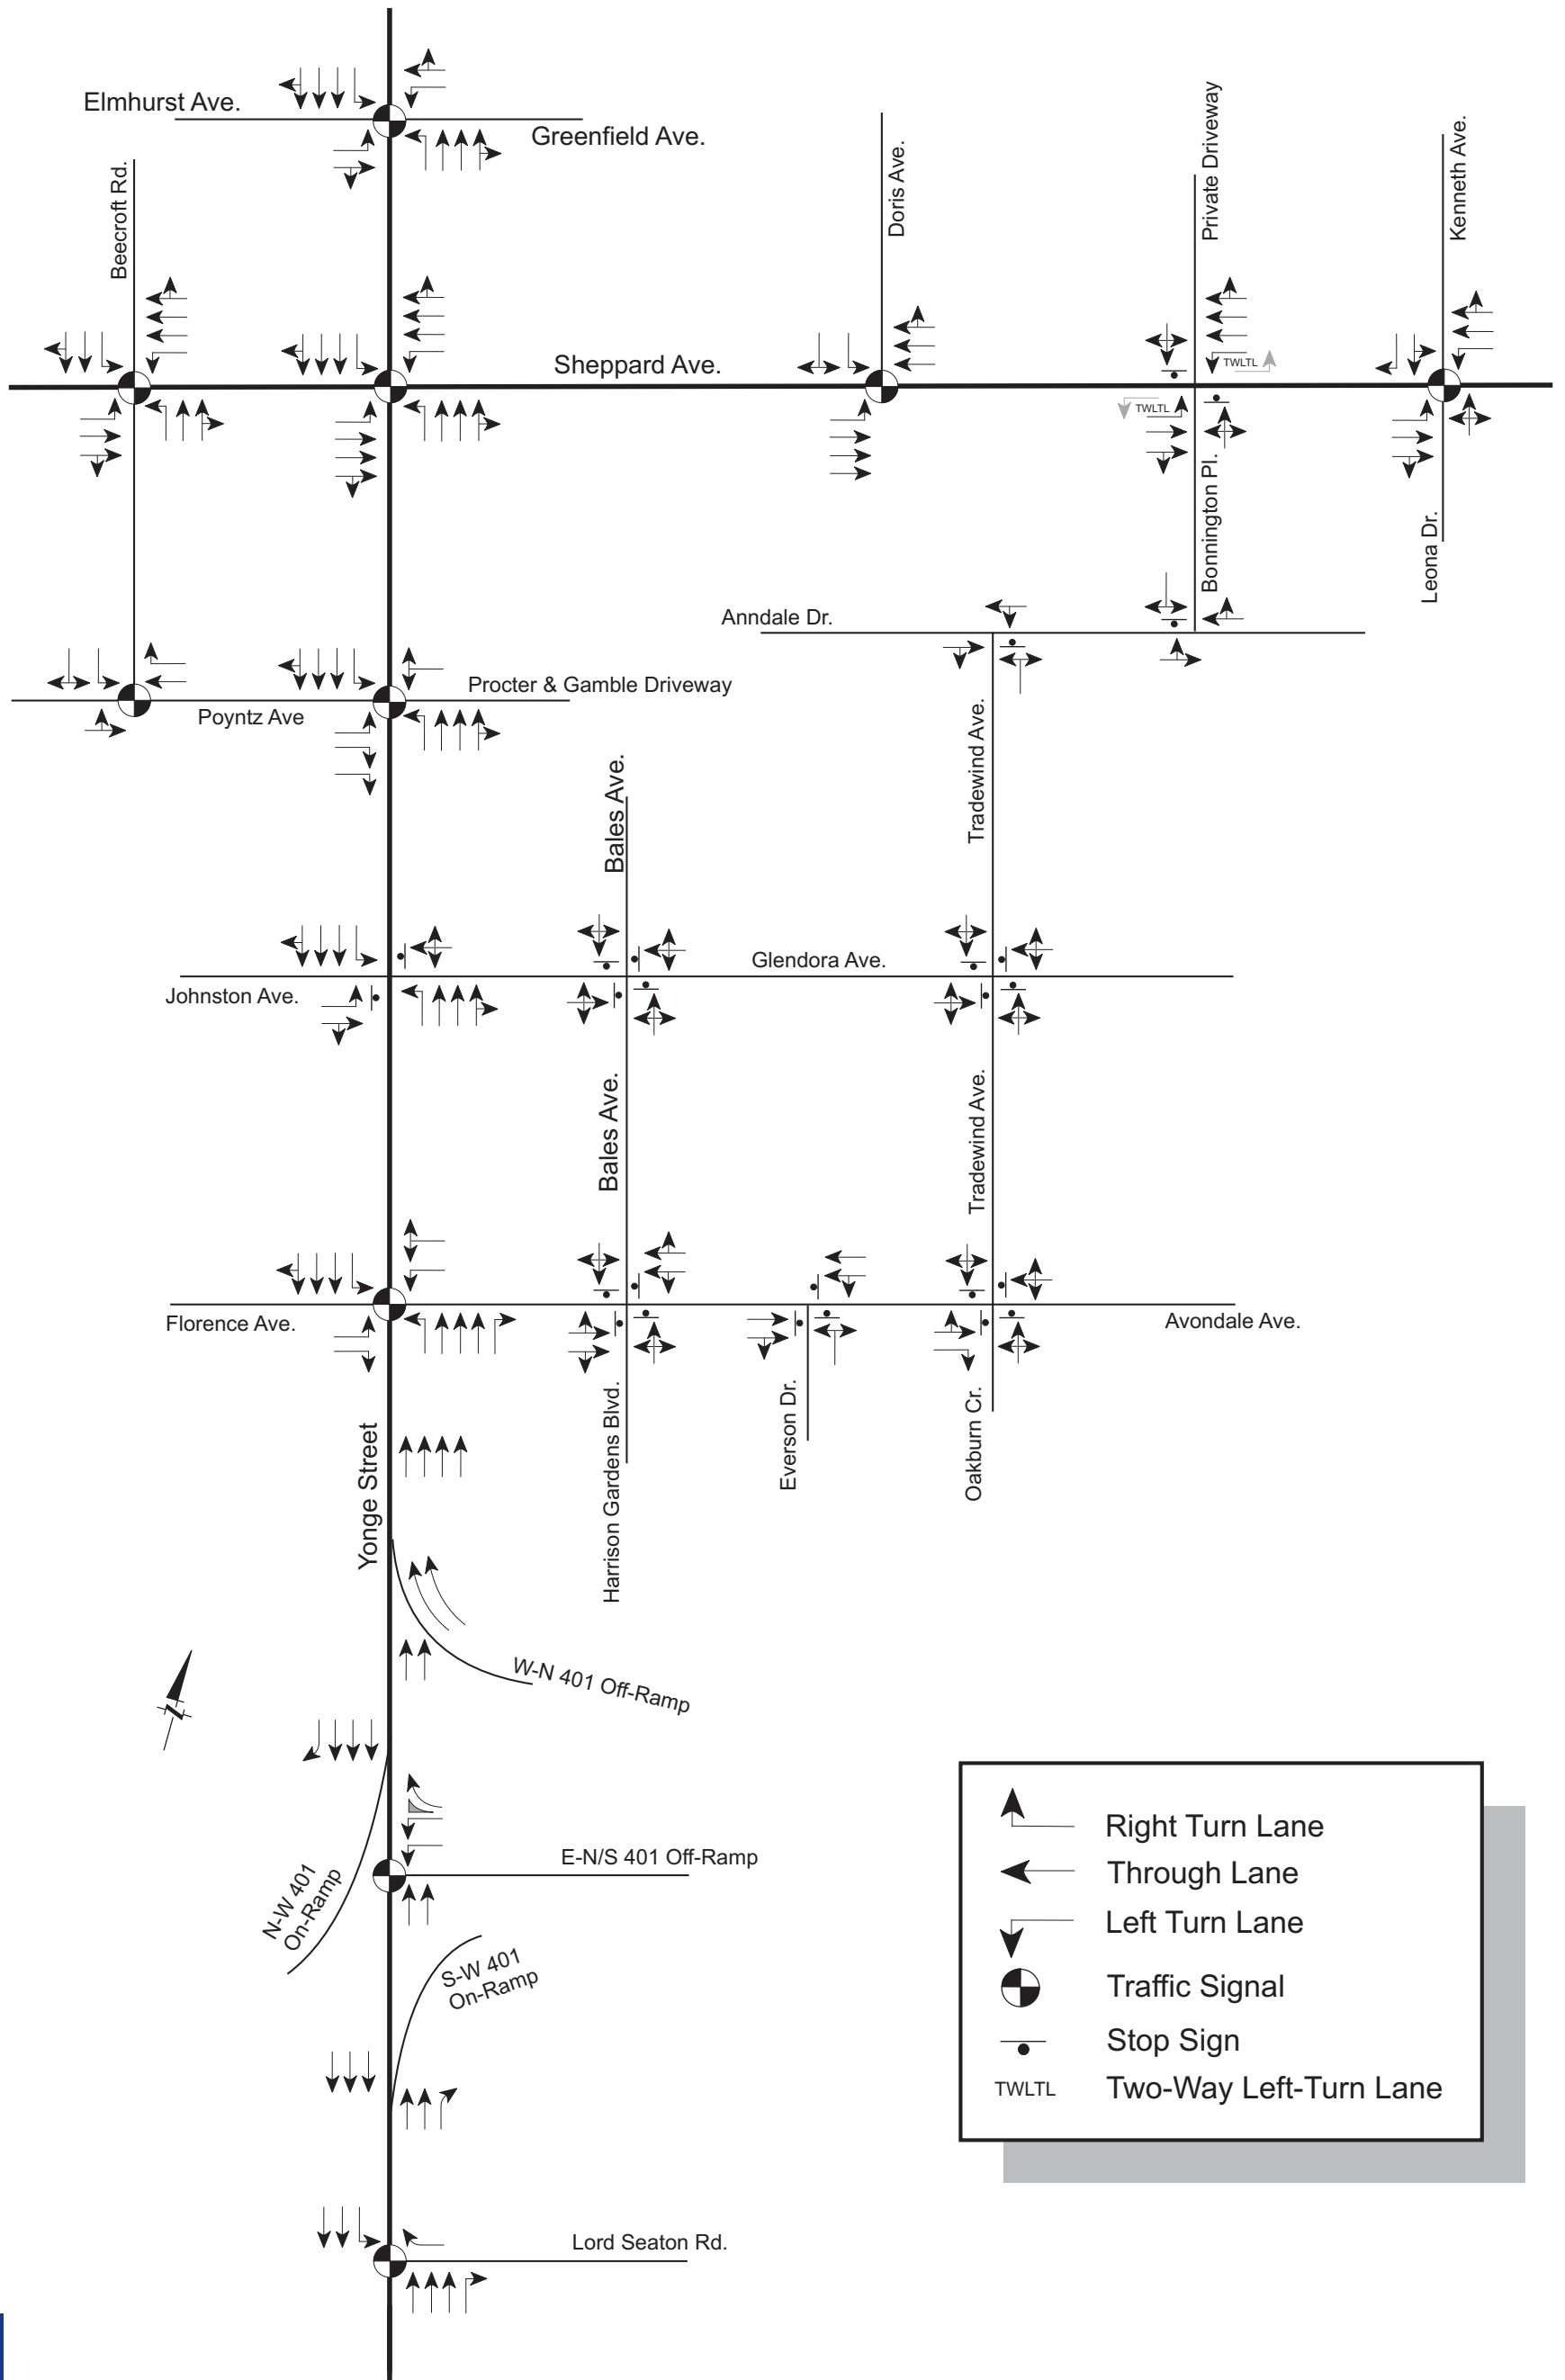 Elmhurst Ave.
Greenfield Ave.
Beecroft Rd.
Doris Ave.
Private Driveway
Kenneth Ave.
Sheppard Ave.
TWLTL
TWLTL
Bonnington Pl.
Leona Dr.
Anndale Dr.
Procter & Gamble Driveway
Poyntz Ave
Tradewind Ave.
Bales Ave.
Glendora Ave.
Johnston Ave.
Bales Ave.
Tradewind Ave.
Florence Ave.
Avondale Ave.
Yonge Street
Harrison Gardens Blvd.
Everson Dr.
Oakburn Cr.
W-N 401 Off-Ramp
N
E-N/S 401 Off-Ramp
N-W 401
On-Ramp
S-W 401
On-Ramp
Lord Seaton Rd.
Right Turn Lane
Through Lane
Left Turn Lane
Traffic Signal
Stop Sign
TWLTL Two-Way Left-Turn Lane